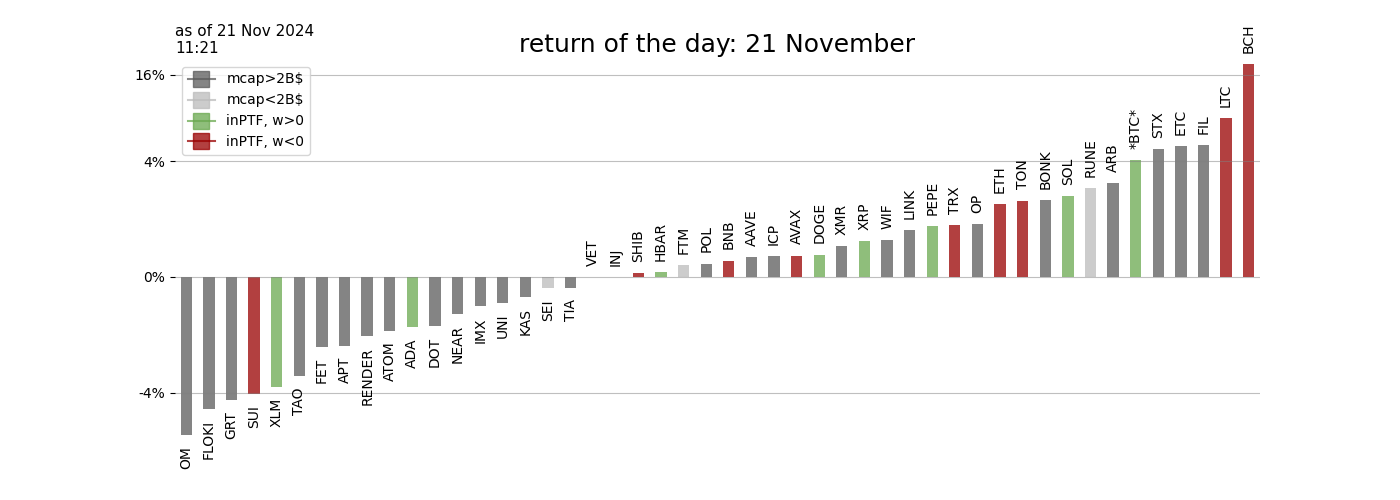 as of 21 Nov 2024
11:21
return of the day: 21 November
mcap>2B$
mcap<2B$
inPTF, w>0
inPTF, w<0
16%
4%
0%
-4%
OM
FLOKI
GRT
SUI
XLM
TAO
FET
APT
RENDER
ATOM
ADA
DOT
NEAR
IMX
UNI
KAS
SEI
TIA
VET
INJ
SHIB
HBAR
FTM
POL
BNB
AAVE
ICP
AVAX
DOGE
XMR
XRP
WIF
LINK
PEPE
TRX
OP
ETH
TON
BONK
SOL
RUNE
ARB
*BTC*
STX
ETC
FIL
LTC
BCH